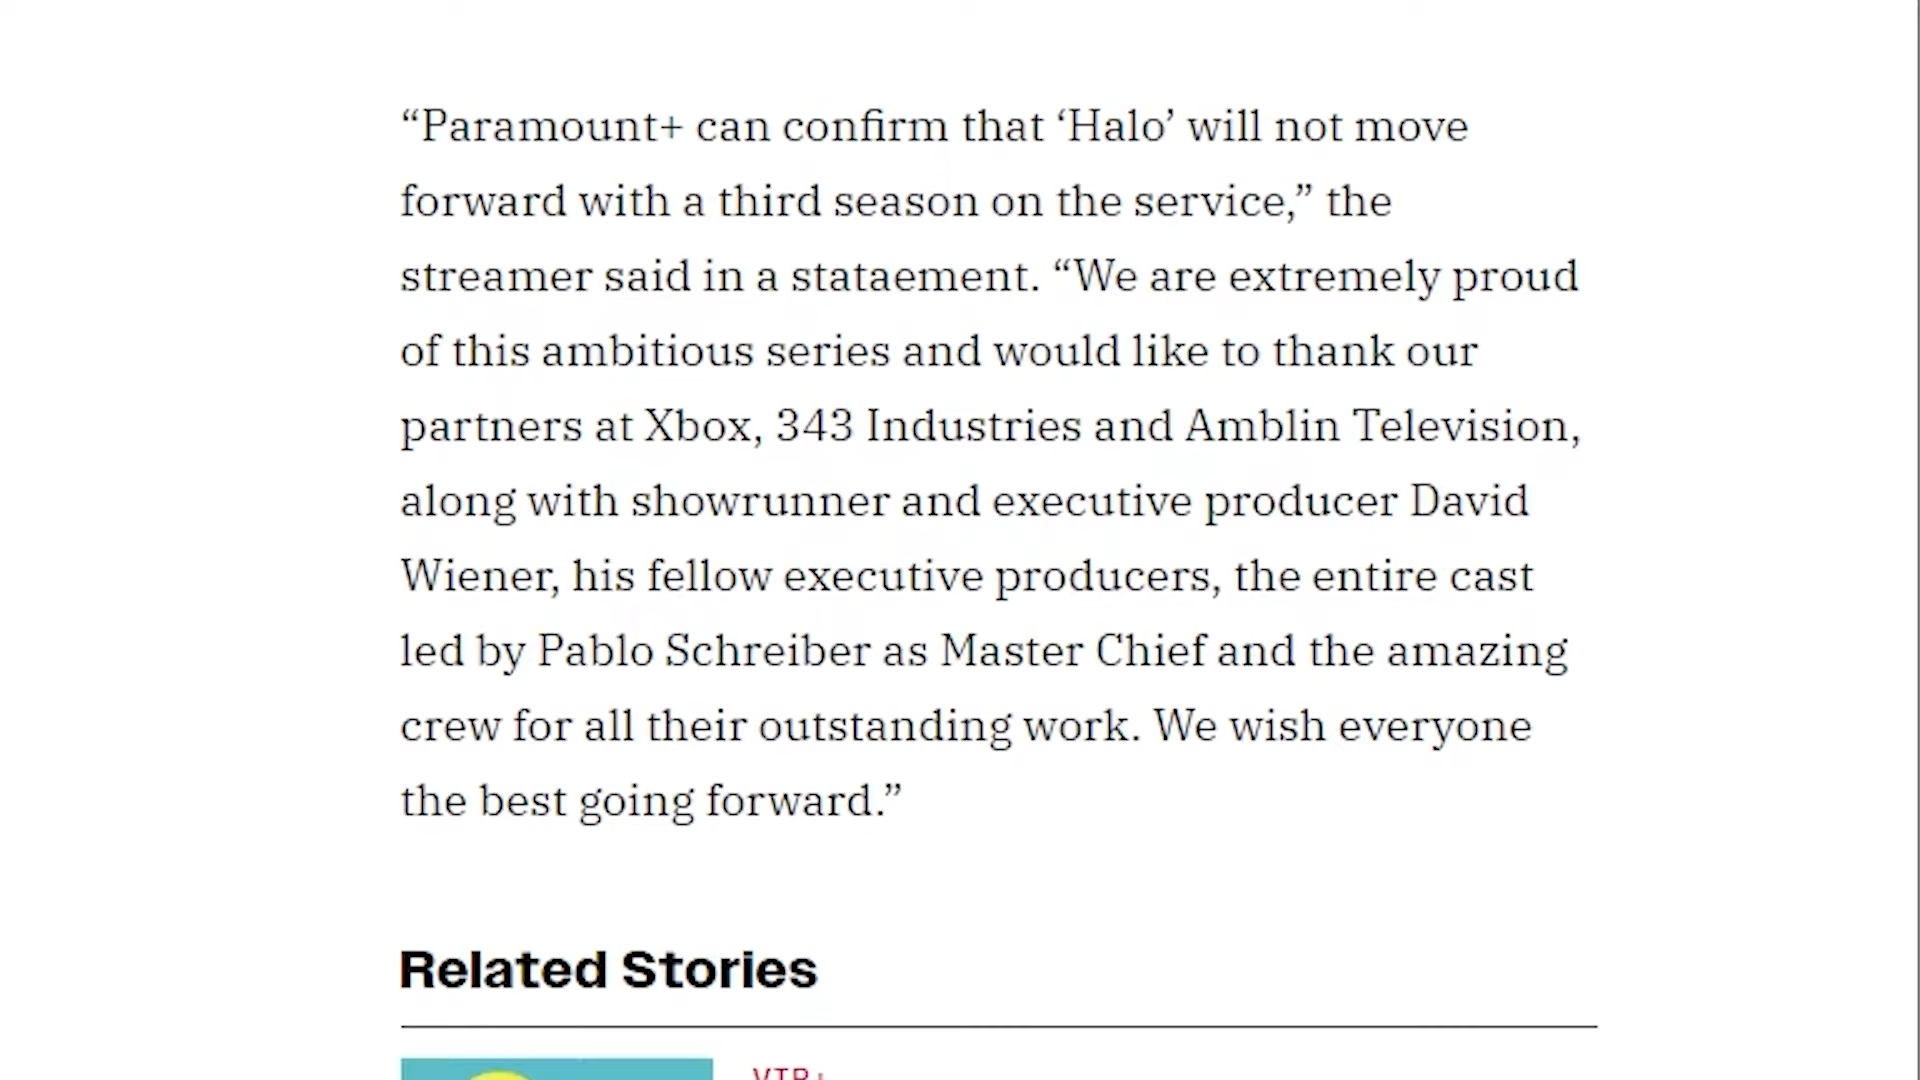 “Paramount+ can confirm that ‘Halo’ will not move
forward with a third season on the service,” the
streamer said in a stataement. “We are extremely proud
of this ambitious series and would like to thank our
partners at Xbox, 343 Industries and Amblin Television,
along with showrunner and executive producer David
Wiener, his fellow executive producers, the entire cast
led by Pablo Schreiber as Master Chief and the amazing
crew for all their outstanding work. We wish everyone
the best going forward.”
Related Stories
VIP+